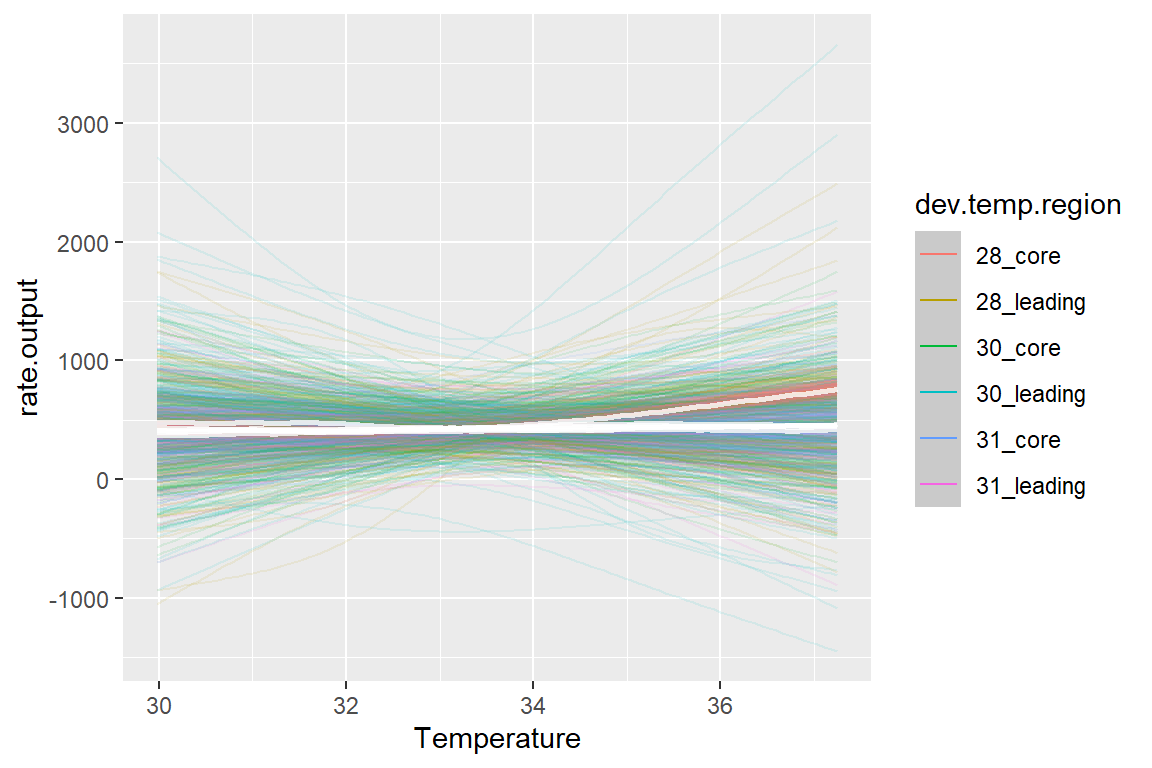 3000
2000
1000
0
-1000
rate.output
30
32
34
36
Temperature
dev.temp.region
28_core
28_leading
30_core
30_leading
31_core
31_leading